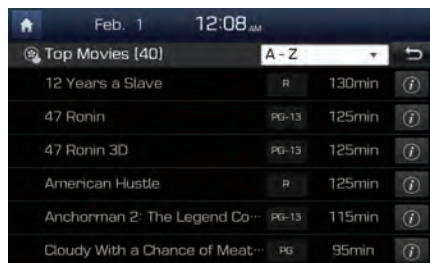 Feb. 1 12:08 AM
Top Movies (40) A - Z
12 Years a Slave R 130min
47 Ronin PG-13 125min
47 Ronin 3D PG-13 125min
American Hustle R 125min
Anchorman 2: The Legend Co... PG-13 115min
Cloudy With a Chance of Meat... PG 95min